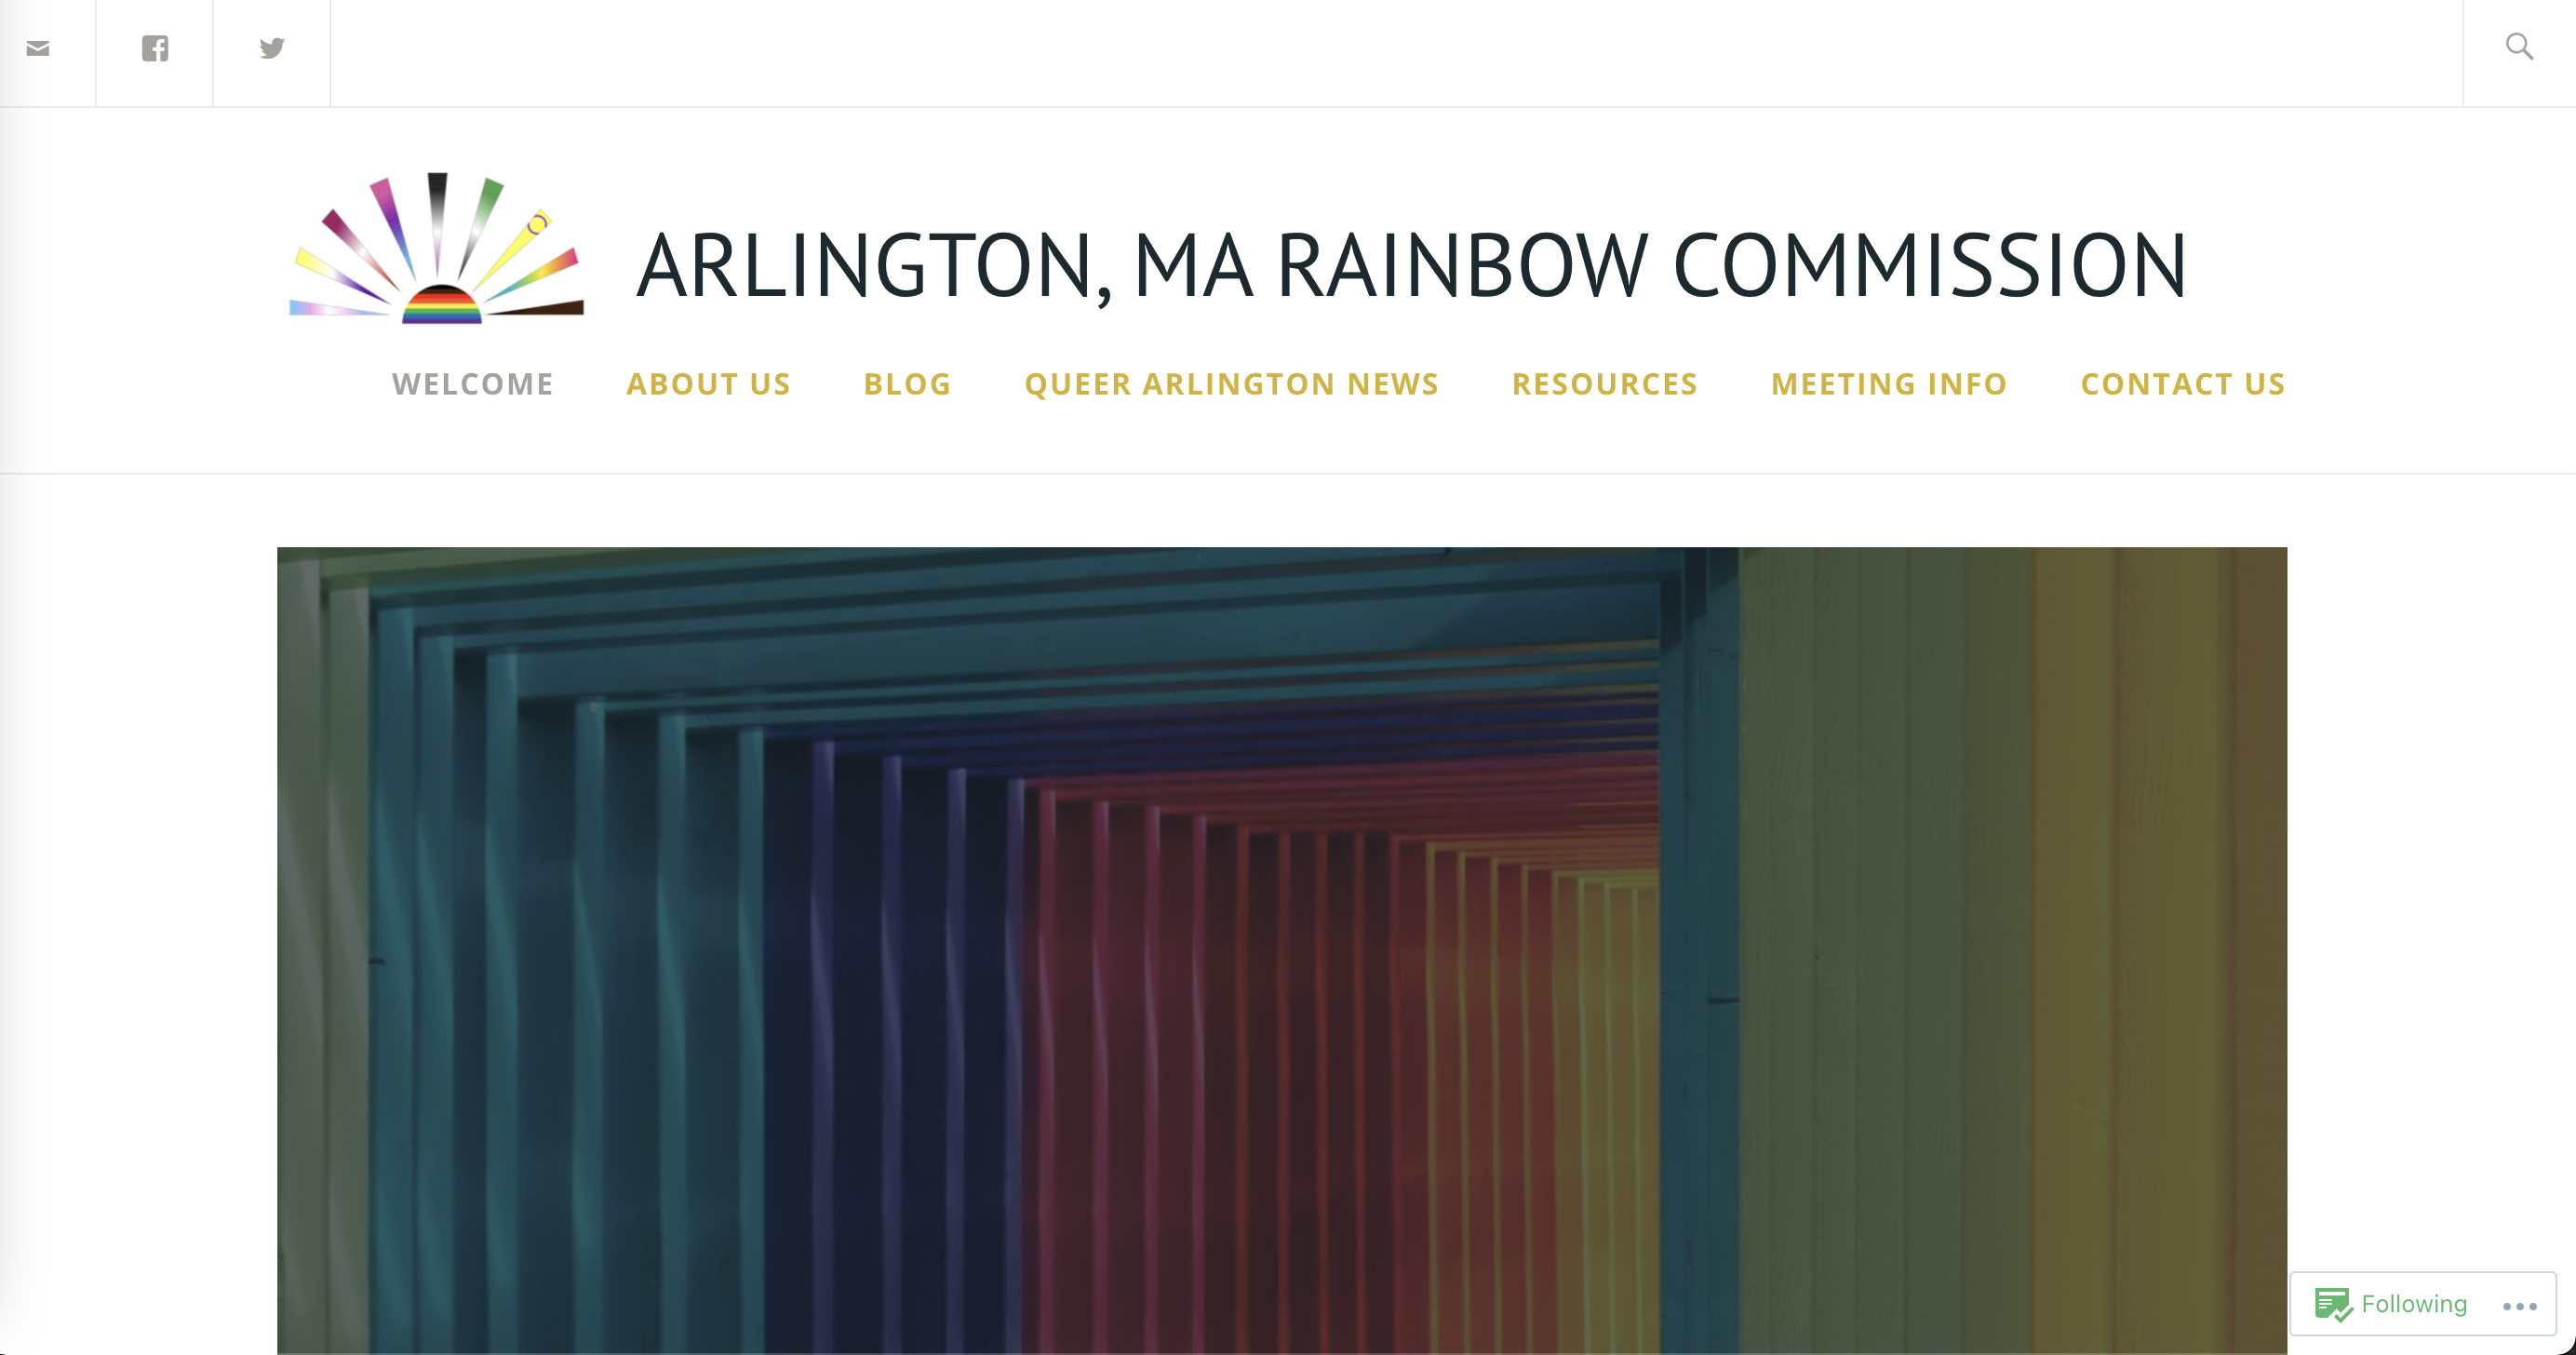 ARLINGTON, MA RAINBOW COMMISSION
WELCOME ABOUT US BLOG QUEER ARLINGTON NEWS RESOURCES MEETING INFO CONTACT US
Following